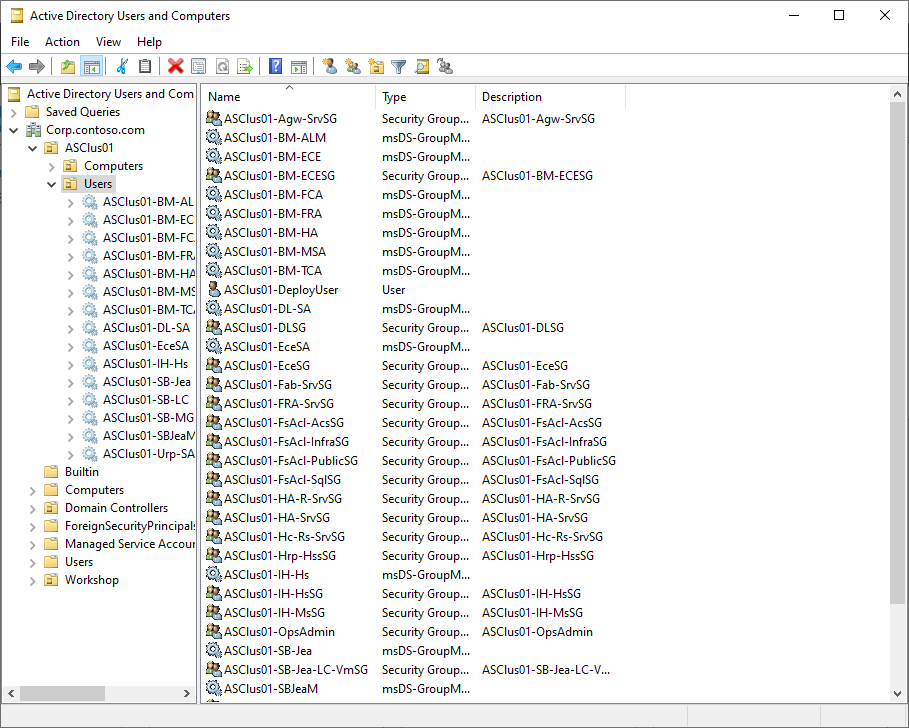 Active Directory Users and Computers
File Action View Help
Active Directory Users and Com
Saved Queries
Corp.contoso.com
ASClus01
Computers
Users
ASClus01-BM-AL
ASClus01-BM-EC
ASClus01-BM-FC
ASClus01-BM-FRA
ASClus01-BM-HA
ASClus01-BM-MS
ASClus01-BM-TCA
ASClus01-DL-SA
ASClus01-EceSA
ASClus01-IH-Hs
ASClus01-SB-Jea
ASClus01-SB-LC
ASClus01-SB-MG
ASClus01-SBJeaM
ASClus01-Urp-SA
Builtin
Computers
Domain Controllers
ForeignSecurityPrincipals
Managed Service Accour
Users
Workshop
Name Type Description
ASClus01-Agw-SrvSG Security Group... ASClus01-Agw-SrvSG
ASClus01-BM-ALM msDS-GroupM...
ASClus01-BM-ECE msDS-GroupM...
ASClus01-BM-ECESG Security Group... ASClus01-BM-ECESG
ASClus01-BM-FCA msDS-GroupM...
ASClus01-BM-FRA msDS-GroupM...
ASClus01-BM-HA msDS-GroupM...
ASClus01-BM-MSA msDS-GroupM...
ASClus01-BM-TCA msDS-GroupM...
ASClus01-DeployUser User
ASClus01-DL-SA msDS-GroupM...
ASClus01-DLSG Security Group... ASClus01-DLSG
ASClus01-EceSA msDS-GroupM...
ASClus01-EceSG Security Group... ASClus01-EceSG
ASClus01-Fab-SrvSG Security Group... ASClus01-Fab-SrvSG
ASClus01-FRA-SrvSG Security Group... ASClus01-FRA-SrvSG
ASClus01-FsAcl-AcsSG Security Group... ASClus01-FsAcl-AcsSG
ASClus01-FsAcl-InfraSG Security Group... ASClus01-FsAcl-InfraSG
ASClus01-FsAcl-PublicSG Security Group... ASClus01-FsAcl-PublicSG
ASClus01-FsAcl-SqlSG Security Group... ASClus01-FsAcl-SqlSG
ASClus01-HA-R-SrvSG Security Group... ASClus01-HA-R-SrvSG
ASClus01-HA-SrvSG Security Group... ASClus01-HA-SrvSG
ASClus01-Hc-Rs-SrvSG Security Group... ASClus01-Hc-Rs-SrvSG
ASClus01-Hrp-HssSG Security Group... ASClus01-Hrp-HssSG
ASClus01-IH-Hs msDS-GroupM...
ASClus01-IH-HsSG Security Group... ASClus01-IH-HsSG
ASClus01-IH-MsSG Security Group... ASClus01-IH-MsSG
ASClus01-OpsAdmin Security Group... ASClus01-OpsAdmin
ASClus01-SB-Jea msDS-GroupM...
ASClus01-SB-Jea-LC-VmSG Security Group... ASClus01-SB-Jea-LC-V...
ASClus01-SBJeaM msDS-GroupM...